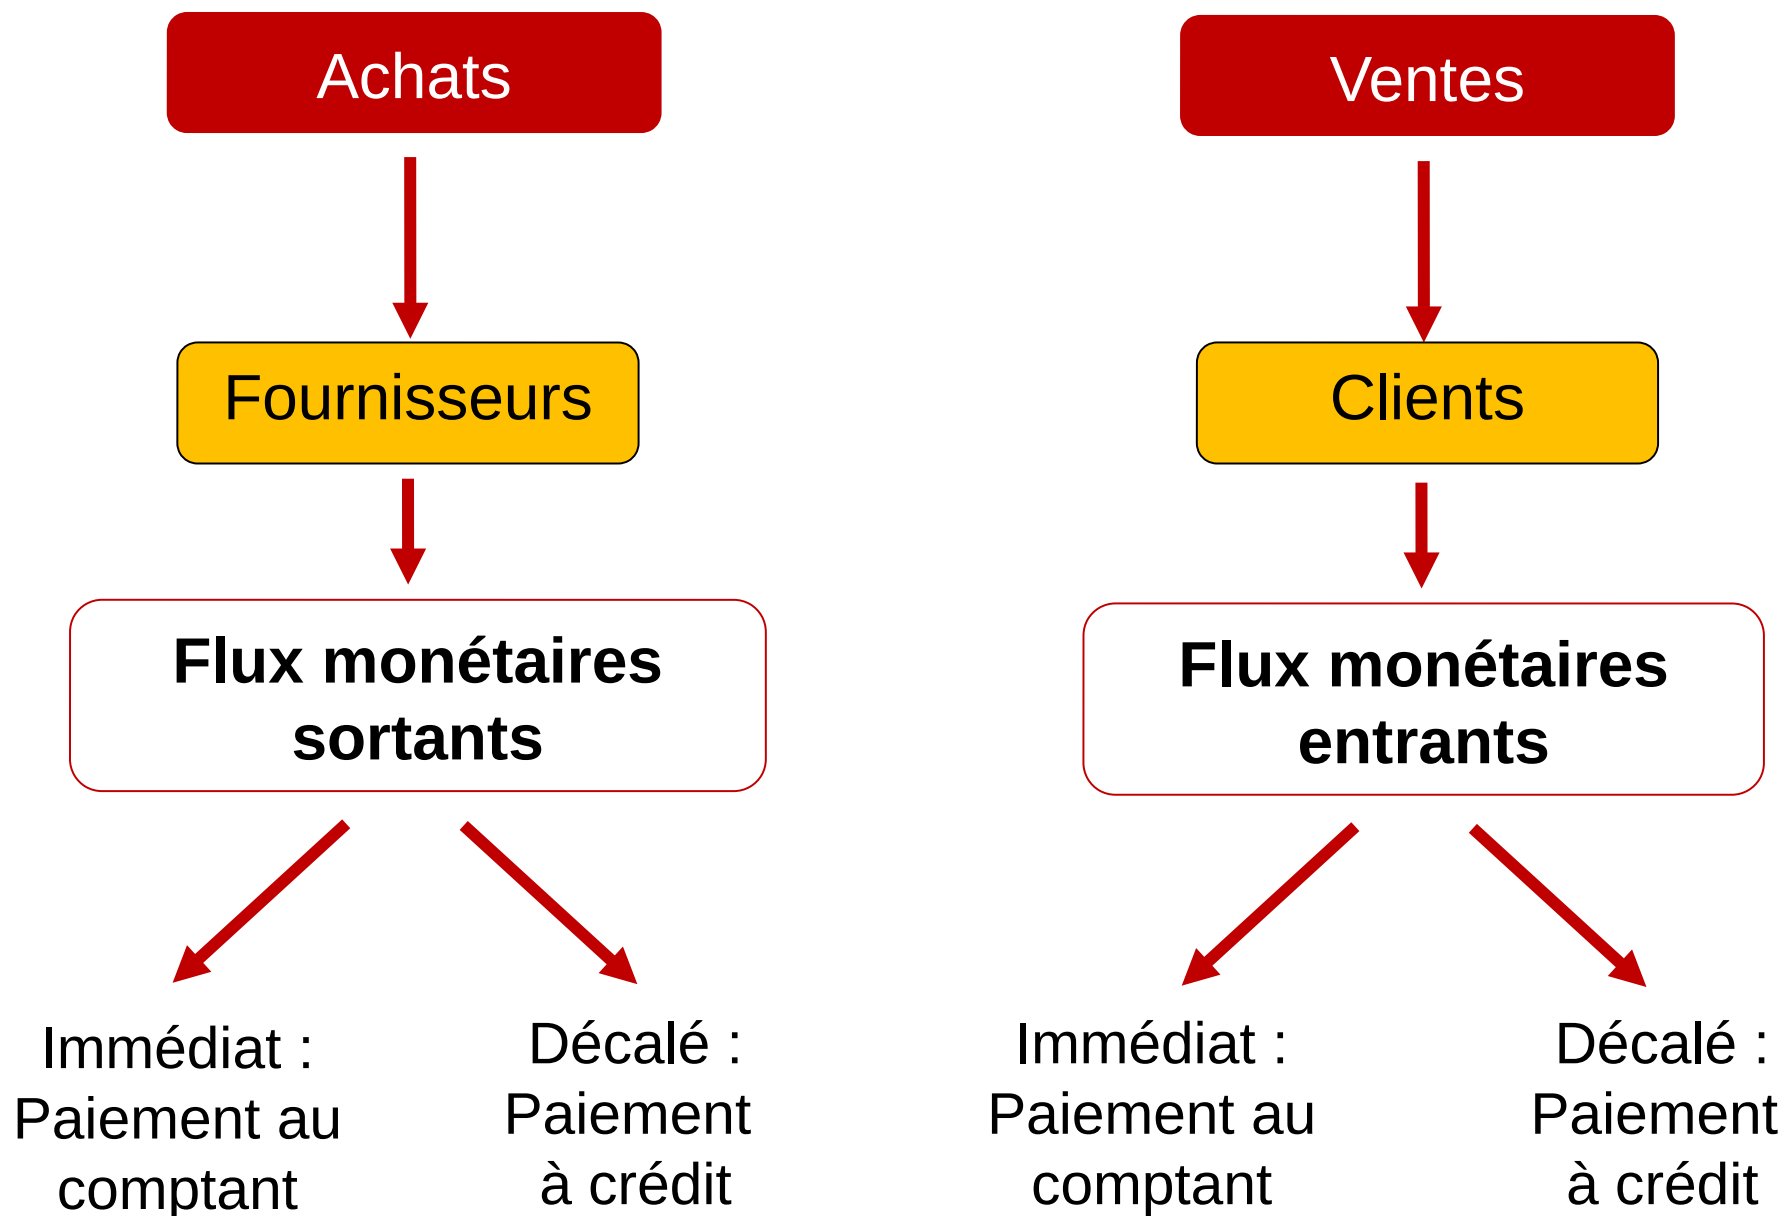 Achats
Ventes
Fournisseurs
Clients
Flux monétaires
sortants
Flux monétaires
entrants
Immédiat :
Paiement au
comptant
Décalé :
Paiement
à crédit
Immédiat :
Paiement au
comptant
Décalé :
Paiement
à crédit